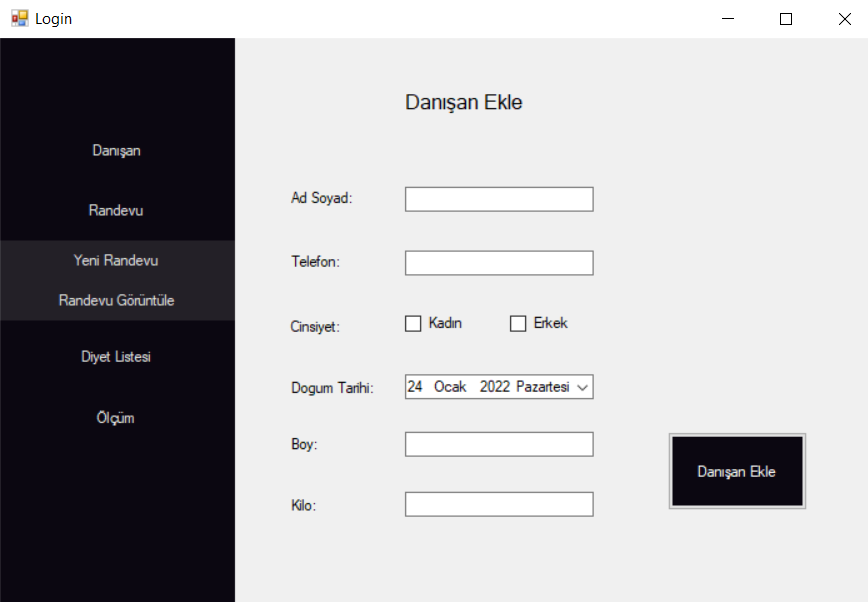 Login
Danışan
Randevu
Yeni Randevu
Randevu Görüntüle
Diyet Listesi
Ölçüm
Danışan Ekle
Ad Soyad:
Telefon:
Cinsiyet:
Kadın
Erkek
Dogum Tarihi:
24 Ocak 2022 Pazartesi
Boy:
Kilo:
Danışan Ekle